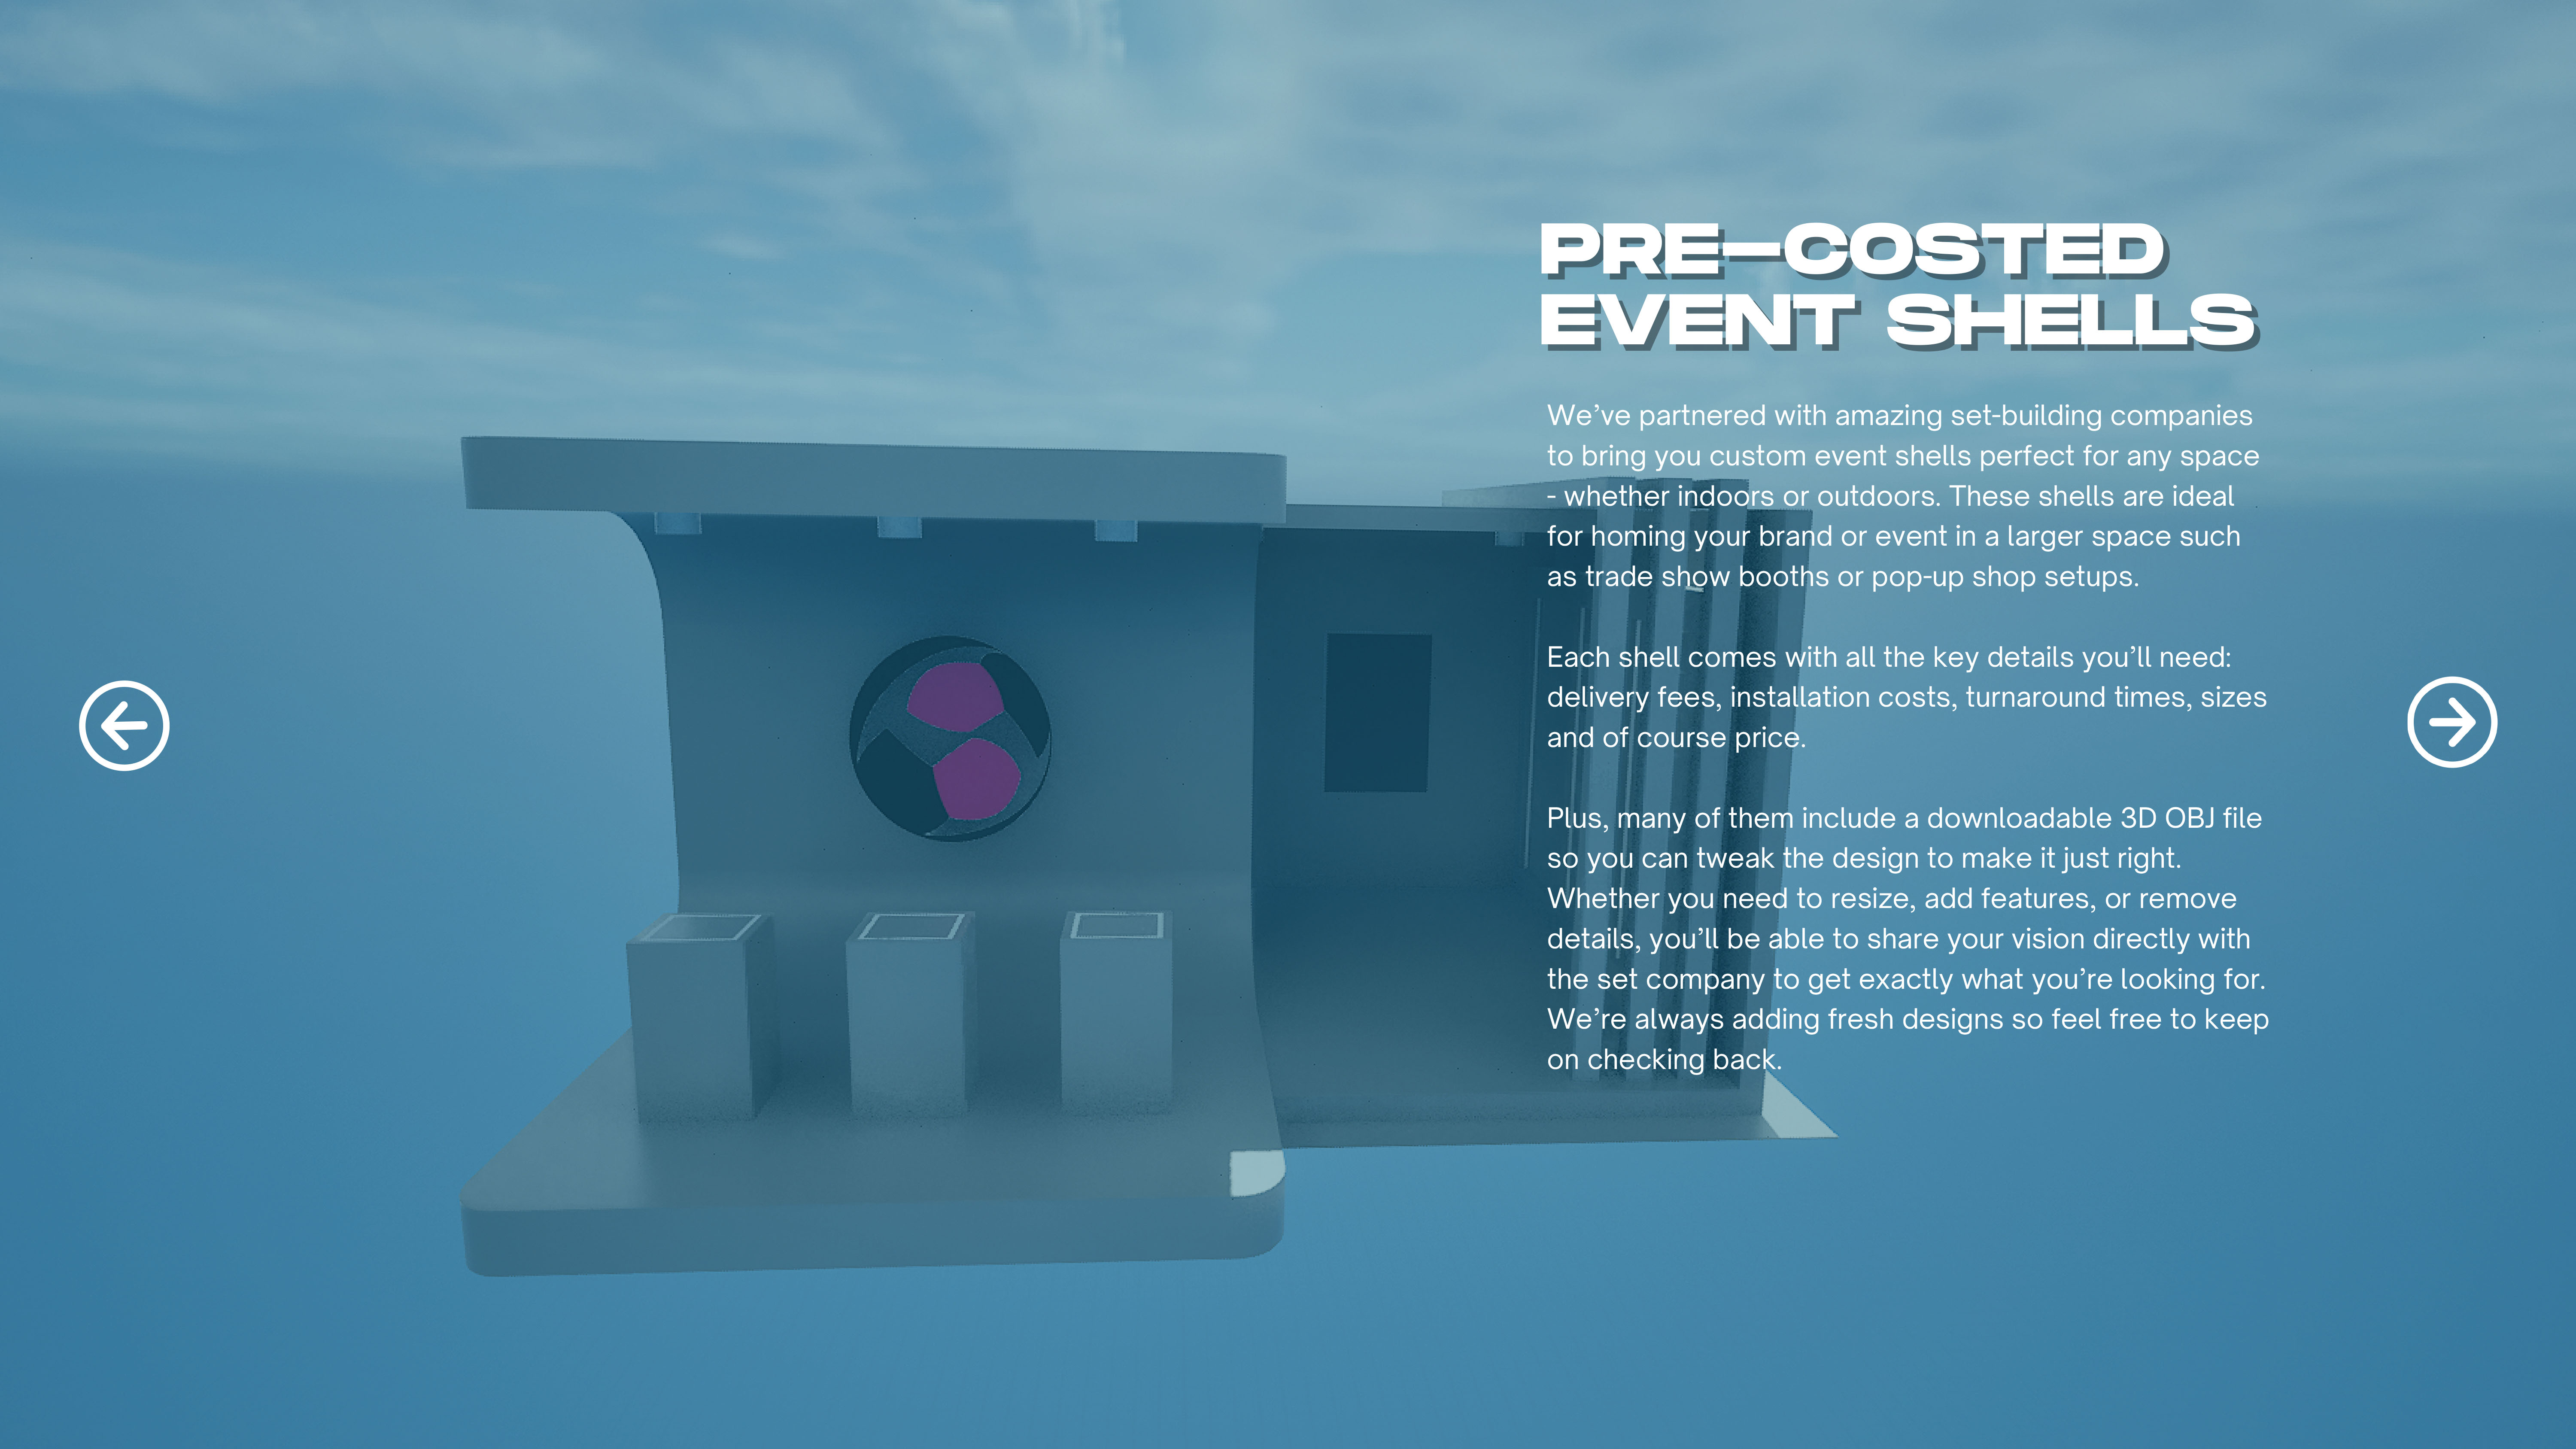 PRE-COSTED
EVENT SHELLS
We've partnered with amazing set-building companies
to bring you custom event shells perfect for any space
- whether indoors or outdoors. These shells are ideal
for homing your brand or event in a larger space such
as trade show booths or pop-up shop setups.
Each shell comes with all the key details you'll need:
delivery fees, installation costs, turnaround times, sizes
and of course price.
Plus, many of them include a downloadable 3D OBJ file
so you can tweak the design to make it just right.
Whether you need to resize, add features, or remove
details, you'll be able to share your vision directly with
the set company to get exactly what you're looking for.
We're always adding fresh designs so feel free to keep
on checking back.